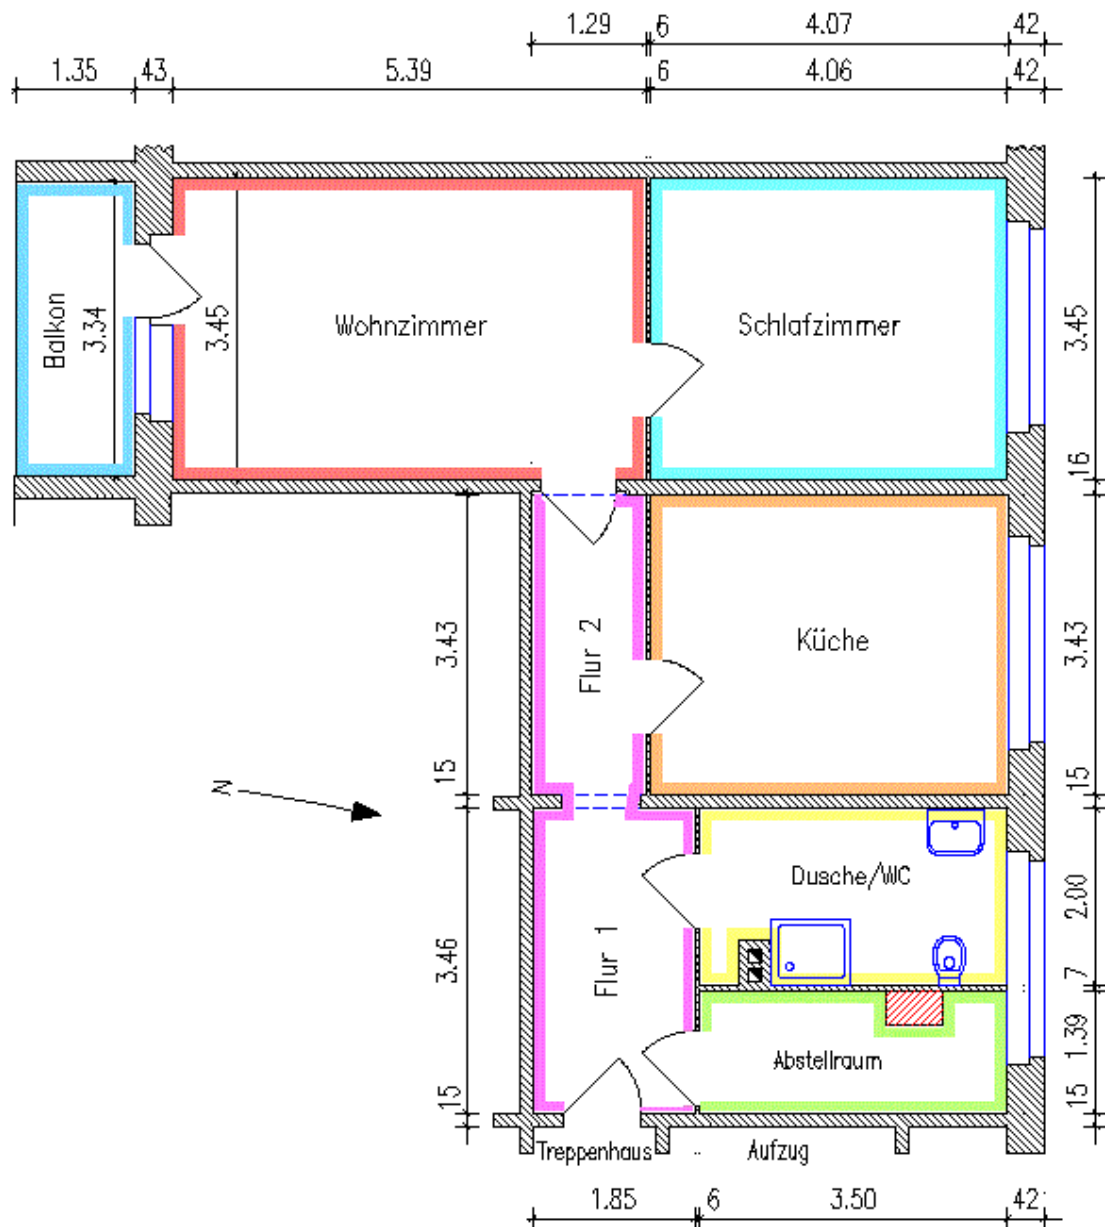 1.29 6 4.07 42
1.35 43 5.39 6 4.06 42
Balkon
3.34
3.45
Wohnzimmer
Schlafzimmer
3.45
16
3.43
Flur 2
Küche
3.43
15
15
N
Dusche/WC
2.00
3.46
Flur 1
7
Abstellraum
1.39
15
15
Treppenhaus
Aufzug
1.85 6 3.50 42